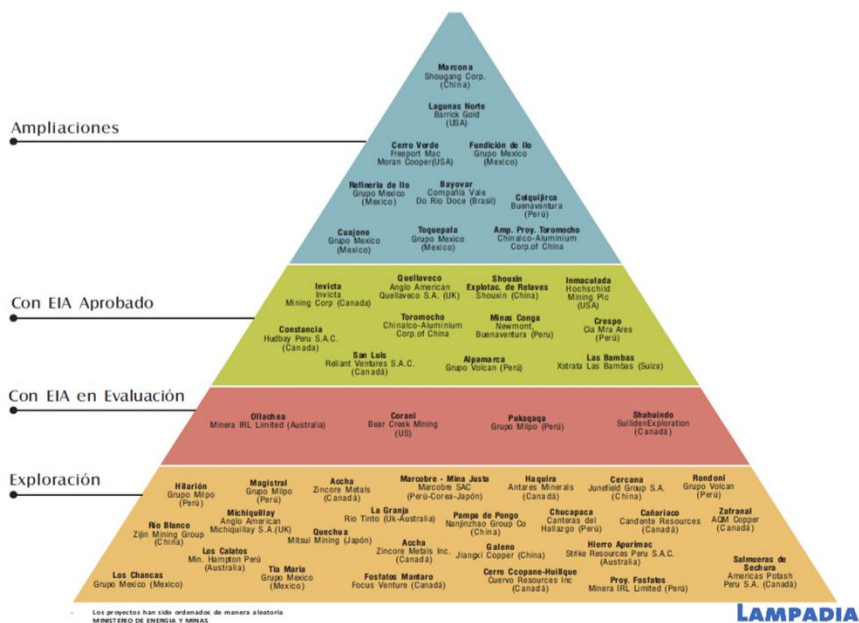 Marcona
Shougang Corp.
(China)
Lagunas Norte
Barrick Gold
(USA)
Ampliaciones
Cerro Verde
Freeport Mac
Moran Cooper(USA)
Fundición de Ilo
Grupo Mexico
(Mexico)
Refinería de Ilo
Grupo Mexico
(Mexico)
Bayovar
Compañia Vale
Do Rio Doce (Brasil)
Colquijirca
Buenaventura
(Perú)
Cuajone
Grupo Mexico
(Mexico)
Toquepala
Grupo Mexico
(Mexico)
Amp. Proy. Toromocho
Chinalco-Aluminium
Corp.of China
Con EIA Aprobado
Invicta
Invicta
Mining Corp (Canada)
Quellaveco
Anglo American
Quellaveco S.A. (UK)
Shouxin
Explotac. de Relaves
Shouxin (China)
Inmaculada
Hochschild
Mining Plc
(USA)
Constancia
Hudbay Peru S.A.C.
(Canada)
Toromocho
Chinalco-Aluminium
Corp.of China
Minas Conga
Newmont,
Buenaventura (Peru)
Crespo
Cia Mra Ares
(Perú)
San Luis
Reliant Ventures S.A.C.
(Canadá)
Alpamarca
Grupo Volcan (Perú)
Las Bambas
Xstrata Las Bambas (Suiza)
Con EIA en Evaluación
Ollachea
Minera IRL Limited (Australia)
Corani
Bear Creek Mining
(US)
Pukaqaqa
Grupo Milpo (Perú)
Shahuindo
SullidenExploration
(Canadá)
Exploración
Hilarión
Grupo Milpo
(Perú)
Magistral
Grupo Milpo
(Perú)
Accha
Zincore Metals
(Canadá)
Marcobre - Mina Justa
Marcobre SAC
(Perú-Corea-Japón)
Haquira
Antares Minerals
(Canadá)
Cercana
Junefield Group S.A.
(China)
Rondoni
Grupo Volcan
(Perú)
Río Blanco
Zijin Mining Group
(China)
Michiquillay
Anglo American
Michiquillay S.A.(UK)
La Granja
Rio Tinto (Uk-Australia)
Quechua
Mitsui Mining (Japón)
Pampa de Pongo
Nanjinzhao Group Co
(China)
Chucapaca
Canteras del
Hallazgo (Perú)
Cañariaco
Candente Resources
(Canadá)
Zafranal
AQM Copper
(Canadá)
Los Calatos
Min. Hampton Perú
(Australia)
Accha
Zincore Metals Inc.
(Canadá)
Galeno
Jiangxi Copper (China)
Hierro Apurimac
Strike Resources Peru S.A.C.
(Australia)
Los Chancas
Grupo Mexico (Mexico)
Tía María
Grupo Mexico
(Mexico)
Fosfatos Mantaro
Focus Venture (Canadá)
Cerro Ccopane-Huillque
Cuervo Resources Inc
(Canadá)
Proy. Fosfatos
Minera IRL Limited (Perú)
Salmueras de
Sechura
Americas Potash
Peru S.A. (Canadá)
- Los proyectos han sido ordenados de manera aleatoria
MINISTERIO DE ENERGIA Y MINAS
LAMPADIA